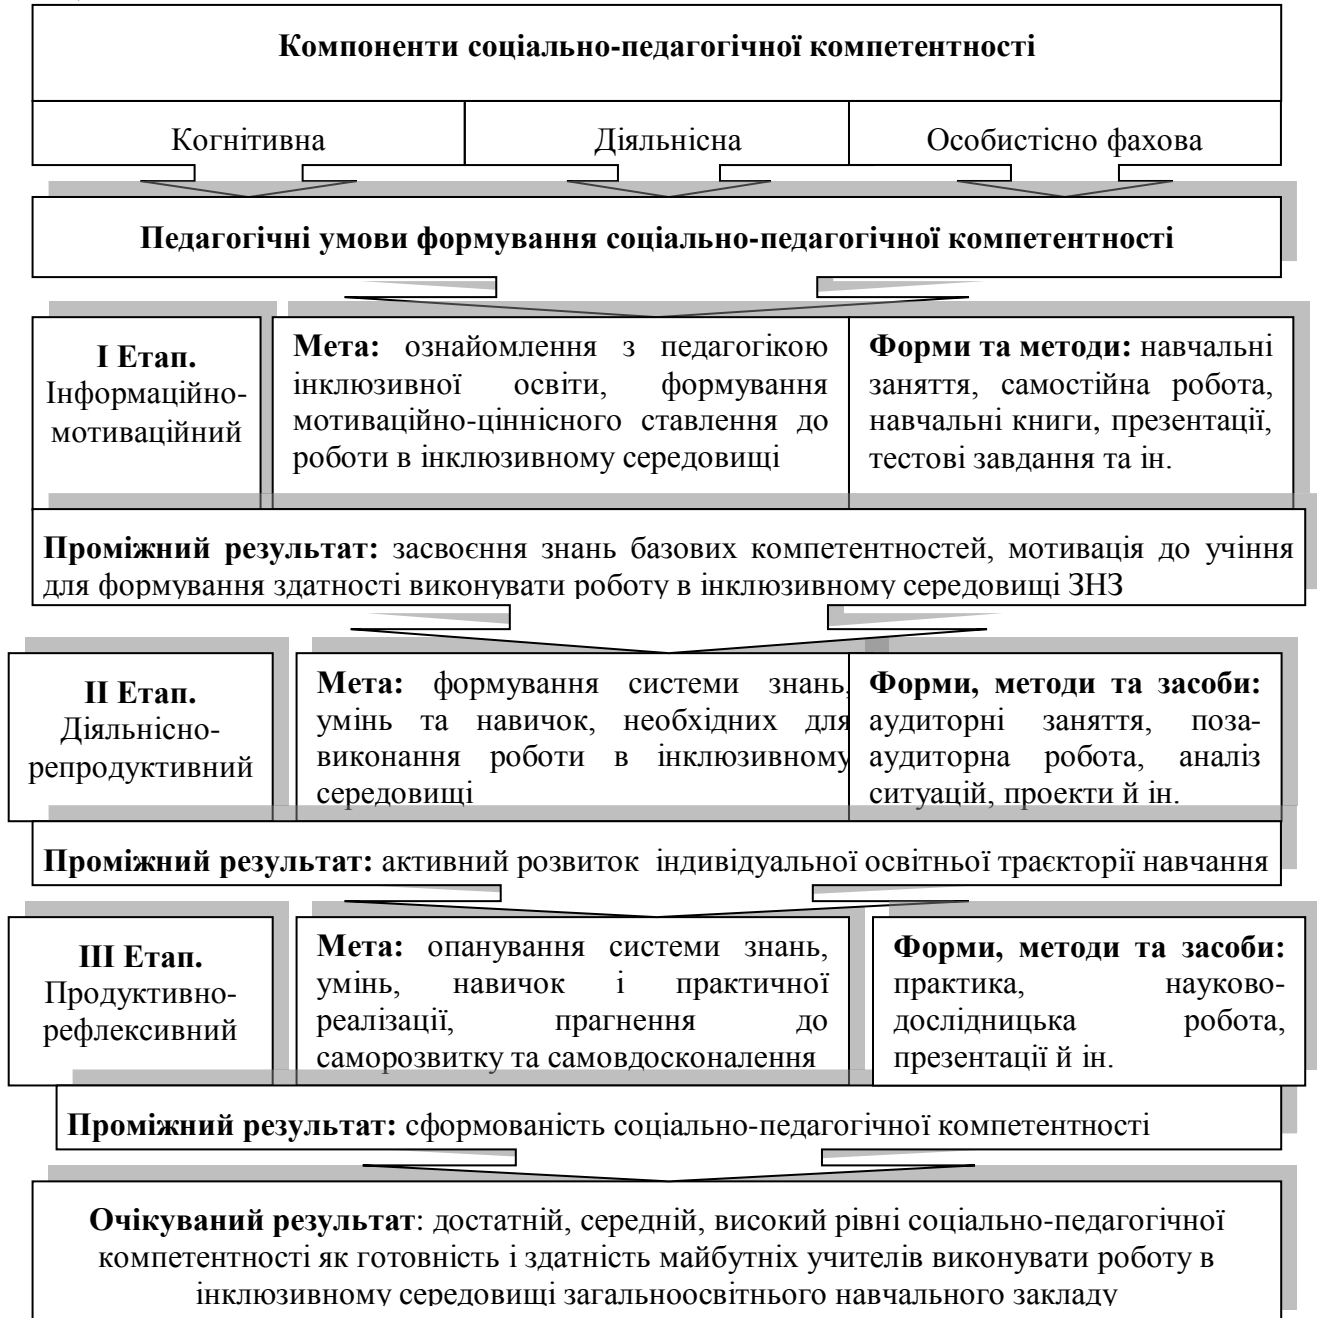 Компоненти соціально-педагогічної компетентності
Когнітивна
Діяльнісна
Особистісно фахова
Педагогічні умови формування соціально-педагогічної компетентності
І Етап.
Інформаційно-
мотиваційний
Мета: ознайомлення з педагогікою
інклюзивної освіти, формування
мотиваційно-ціннісного ставлення до
роботи в інклюзивному середовищі
Форми та методи: навчальні
заняття, самостійна робота,
навчальні книги, презентації,
тестові завдання та ін.
Проміжний результат: засвоєння знань базових компетентностей, мотивація до учіння
для формування здатності виконувати роботу в інклюзивному середовищі ЗНЗ
ІІ Етап.
Діяльнісно-
репродуктивний
Мета: формування системи знань,
умінь та навичок, необхідних для
виконання роботи в інклюзивному
середовищі
Форми, методи та засоби:
аудиторні заняття, поза-
аудиторна робота, аналіз
ситуацій, проекти й ін.
Проміжний результат: активний розвиток індивідуальної освітньої траєкторії навчання
ІІІ Етап.
Продуктивно-
рефлексивний
Мета: опанування системи знань,
умінь, навичок і практичної
реалізації, прагнення до
саморозвитку та самовдосконалення
Форми, методи та засоби:
практика, науково-
дослідницька робота,
презентації й ін.
Проміжний результат: сформованість соціально-педагогічної компетентності
Очікуваний результат: достатній, середній, високий рівні соціально-педагогічної
компетентності як готовність і здатність майбутніх учителів виконувати роботу в
інклюзивному середовищі загальноосвітнього навчального закладу